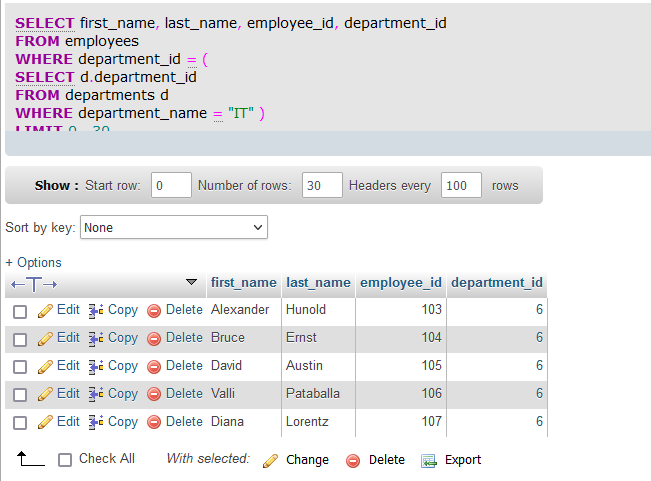 SELECT first_name, last_name, employee_id, department_id
FROM employees
WHERE department_id = (
SELECT d.department_id
FROM departments d
WHERE department_name = "IT" )
LIMIT 0 , 30
Show : Start row: 0 Number of rows: 30 Headers every 100 rows
Sort by key: None
+ Options
←T→ first_name last_name employee_id department_id
Edit Copy Delete Alexander Hunold 103 6
Edit Copy Delete Bruce Ernst 104 6
Edit Copy Delete David Austin 105 6
Edit Copy Delete Valli Pataballa 106 6
Edit Copy Delete Diana Lorentz 107 6
Check All With selected: Change Delete Export